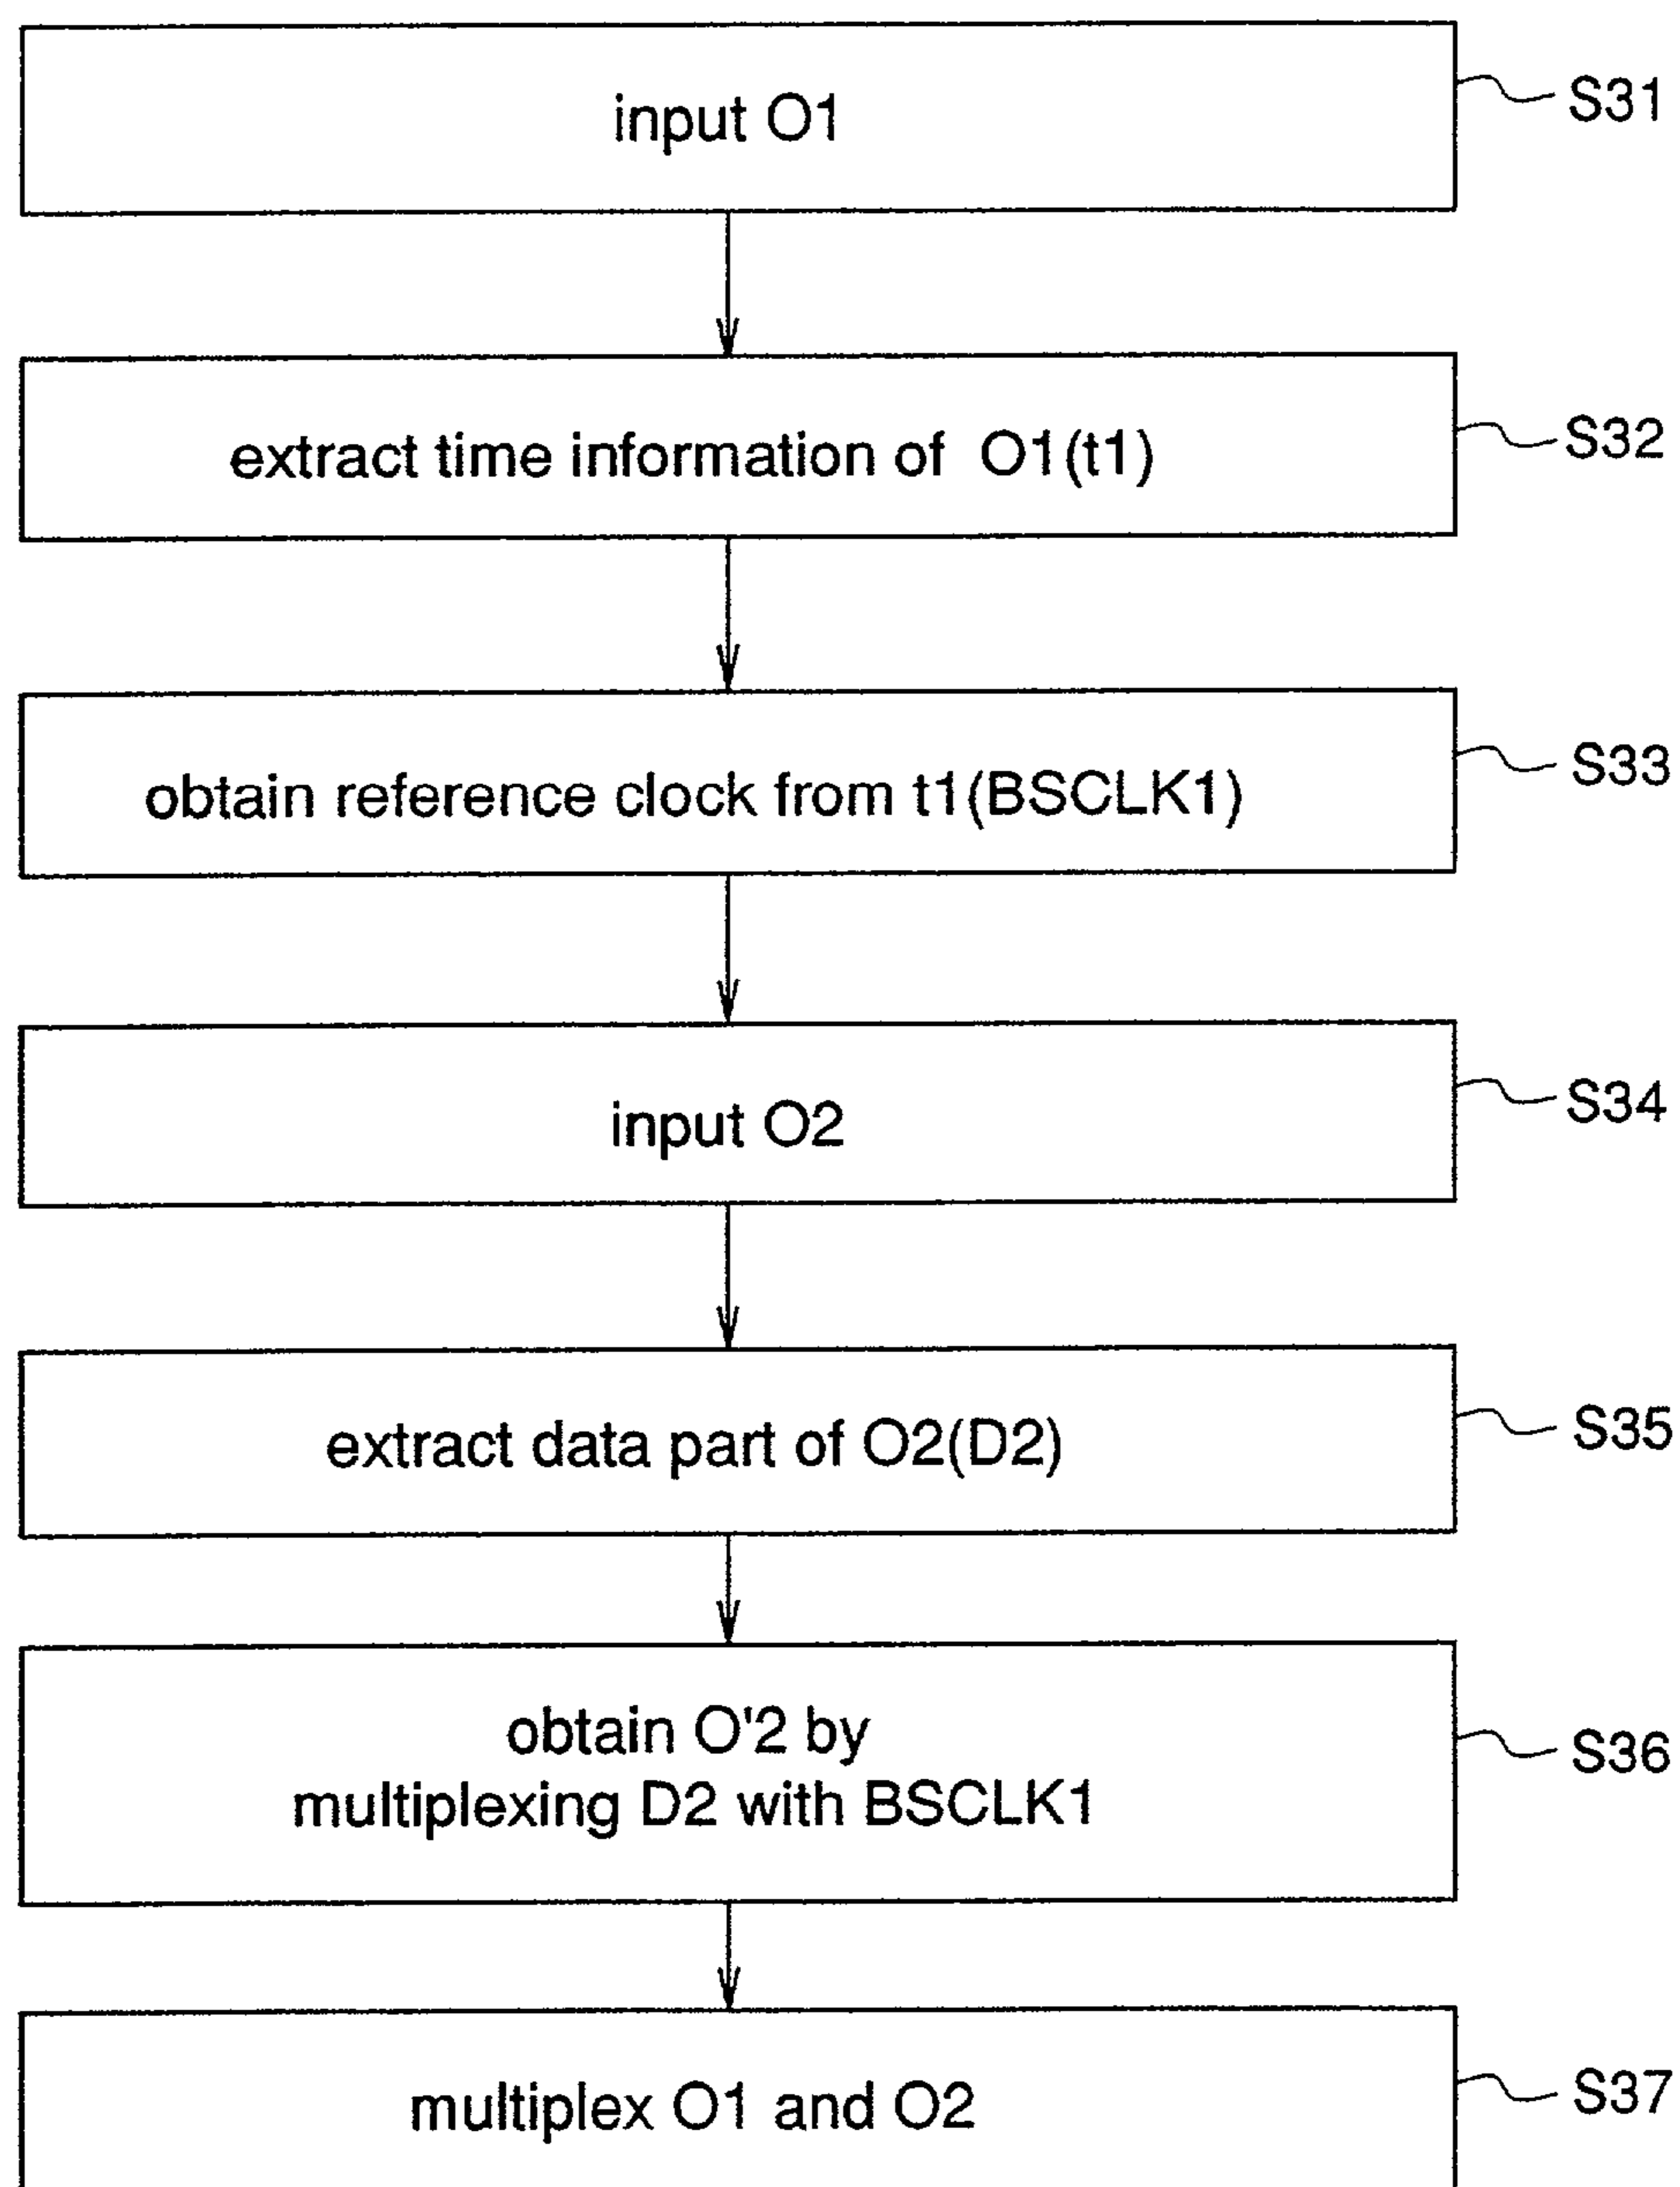 input O1
S31
extract time information of O1(t1)
S32
obtain reference clock from t1(BSCLK1)
S33
input O2
S34
extract data part of O2(D2)
S35
obtain O'2 by
multiplexing D2 with BSCLK1
S36
multiplex O1 and O2
S37